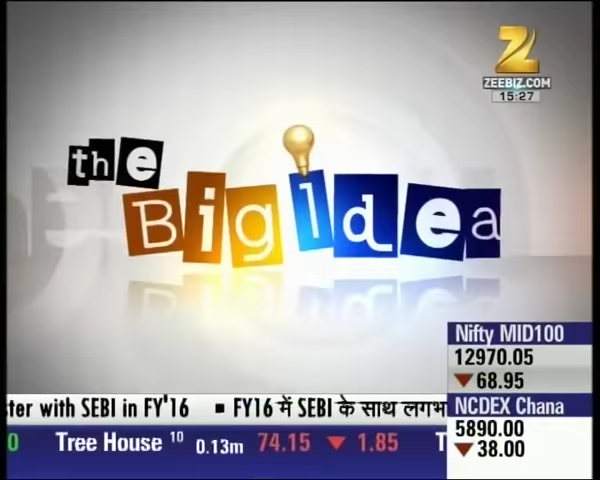 ZEEBIZ.COM
15:27
the
BigIdea
Nifty MID100
12970.05
68.95
ster with SEBI in FY'16 ■ FY16 में SEBI के साथ लगभ
NCDEX Chana
5890.00
38.00
0 Tree House 10 0.13m 74.15 1.85 T